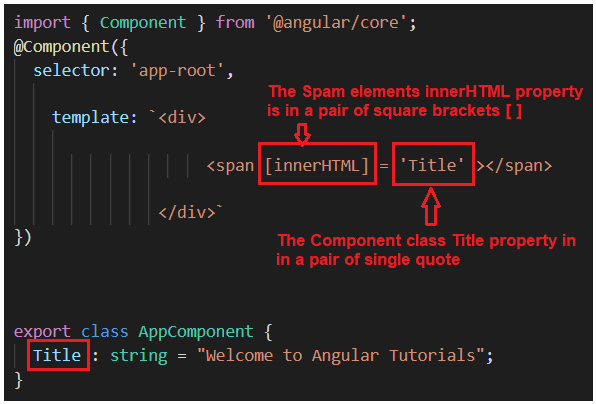 import { Component } from '@angular/core';
@Component({
selector: 'app-root',
The Spam elements innerHTML property
is in a pair of square brackets [ ]
template: `<div>
<span [innerHTML] = 'Title' ></span>
</div>`
})
The Component class Title property in
in a pair of single quote
export class AppComponent {
Title : string = "Welcome to Angular Tutorials";
}